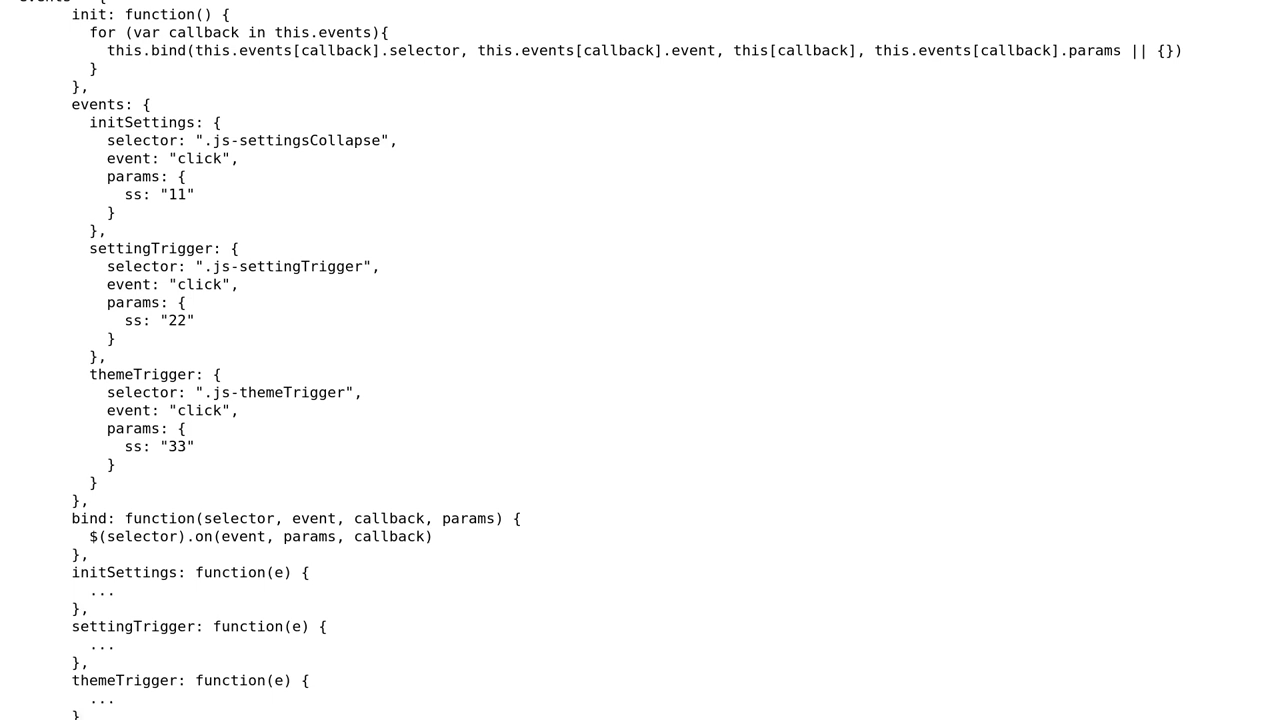 init: function() {
for (var callback in this.events){
this.bind(this.events[callback].selector, this.events[callback].event, this[callback], this.events[callback].params || {})
}
},
events: {
initSettings: {
selector: ".js-settingsCollapse",
event: "click",
params: {
ss: "11"
}
},
settingTrigger: {
selector: ".js-settingTrigger",
event: "click",
params: {
ss: "22"
}
},
themeTrigger: {
selector: ".js-themeTrigger",
event: "click",
params: {
ss: "33"
}
}
},
bind: function(selector, event, callback, params) {
$(selector).on(event, params, callback)
},
initSettings: function(e) {
...
},
settingTrigger: function(e) {
...
},
themeTrigger: function(e) {
...
}